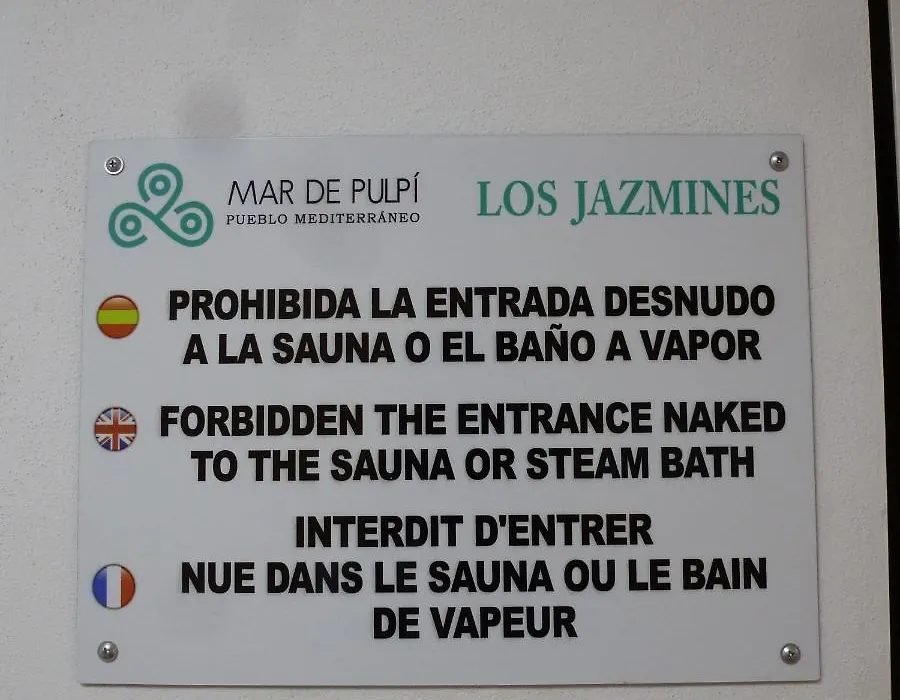 MAR DE PULPÍ
PUEBLO MEDITERRÁNEO
LOS JAZMINES
PROHIBIDA LA ENTRADA DESNUDO
A LA SAUNA O EL BAÑO A VAPOR
FORBIDDEN THE ENTRANCE NAKED
TO THE SAUNA OR STEAM BATH
INTERDIT D'ENTRER
NUE DANS LE SAUNA OU LE BAIN
DE VAPEUR